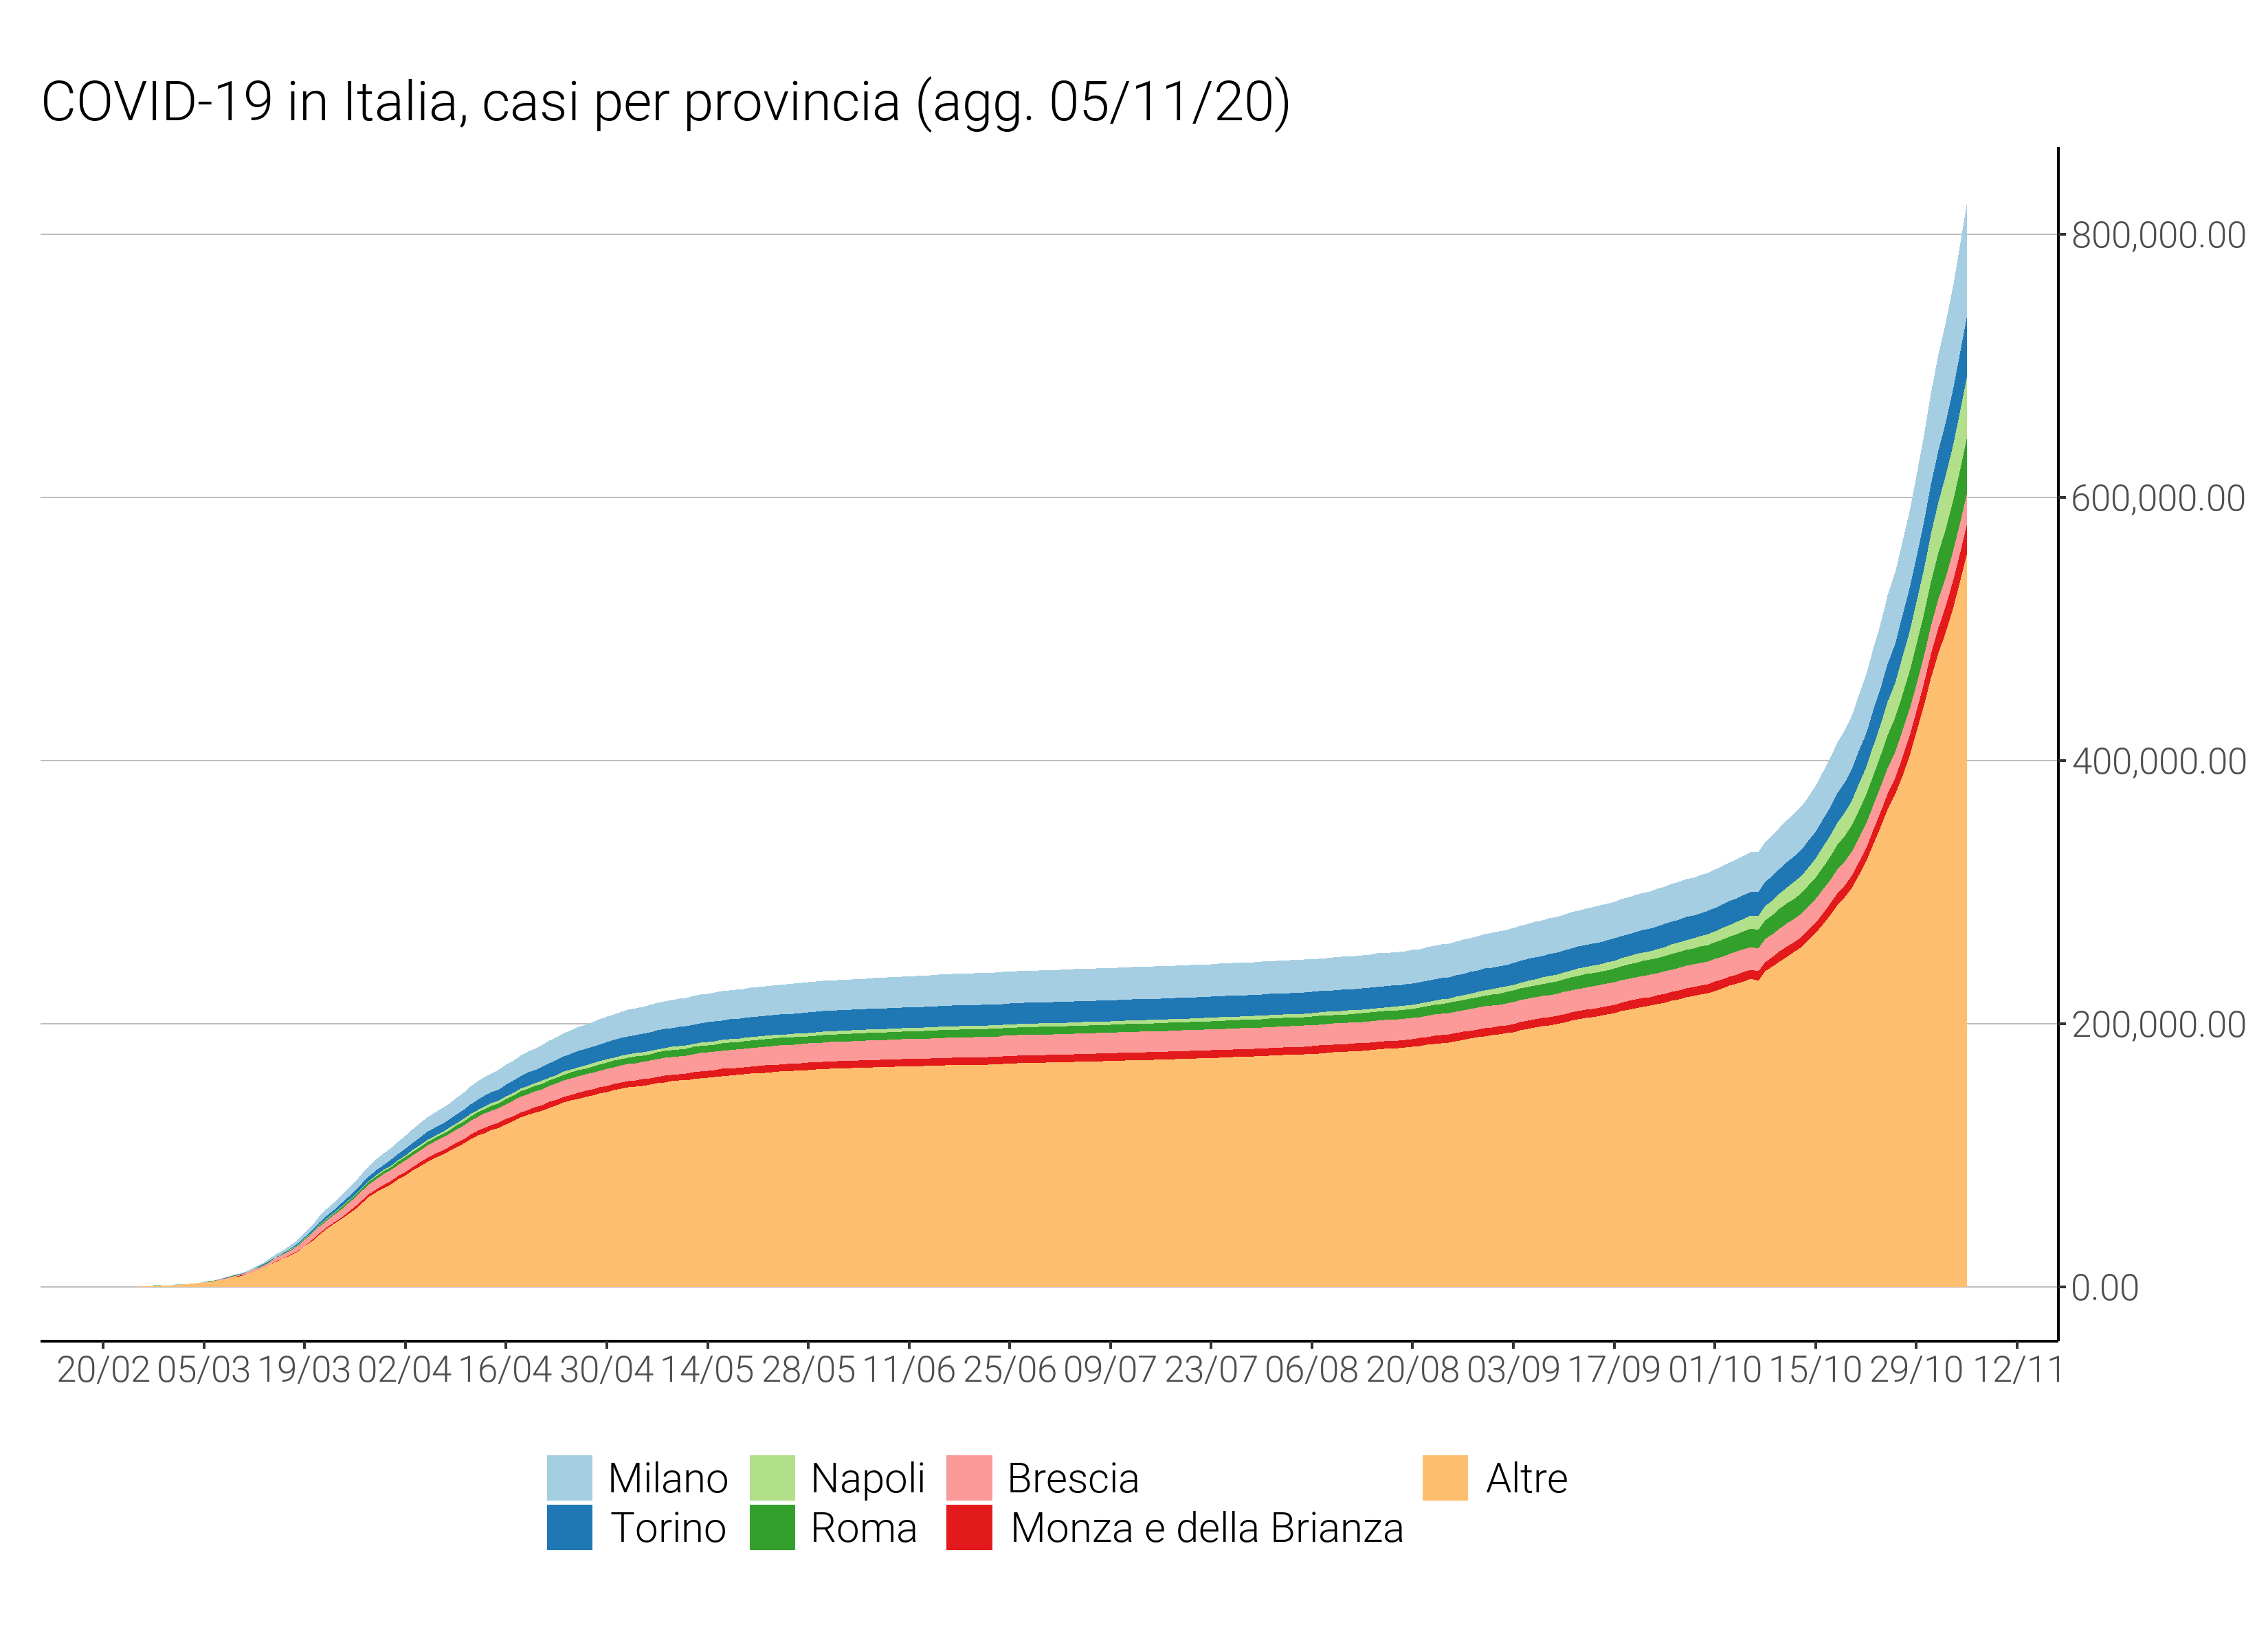 COVID-19 in Italia, casi per provincia (agg. 05/11/20)
800,000.00
600,000.00
400,000.00
200,000.00
0.00
20/02 05/03 19/03 02/04 16/04 30/04 14/05 28/05 11/06 25/06 09/07 23/07 06/08 20/08 03/09 17/09 01/10 15/10 29/10 12/11
Milano Napoli Brescia Altre
Torino Roma Monza e della Brianza